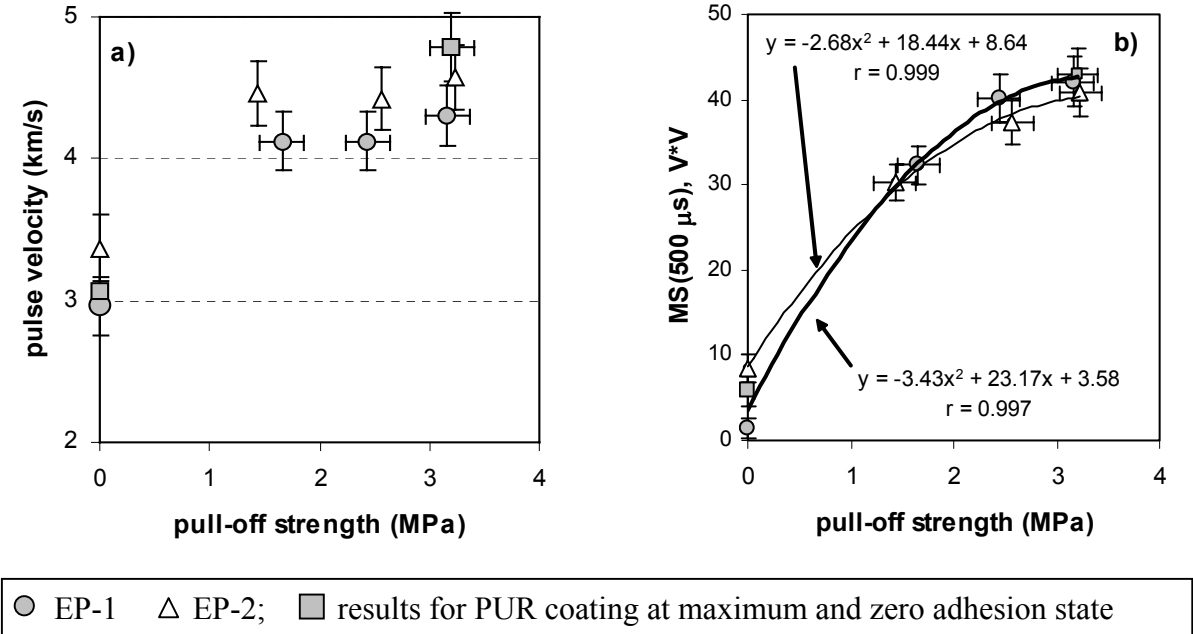 a)
5
4
3
2
pulse velocity (km/s)
0 1 2 3 4
pull-off strength (MPa)
b)
y = -2.68x² + 18.44x + 8.64
r = 0.999
50
40
30
20
10
0
MS(500 μs), V*V
y = -3.43x² + 23.17x + 3.58
r = 0.997
0 1 2 3 4
pull-off strength (MPa)
EP-1 EP-2; results for PUR coating at maximum and zero adhesion state